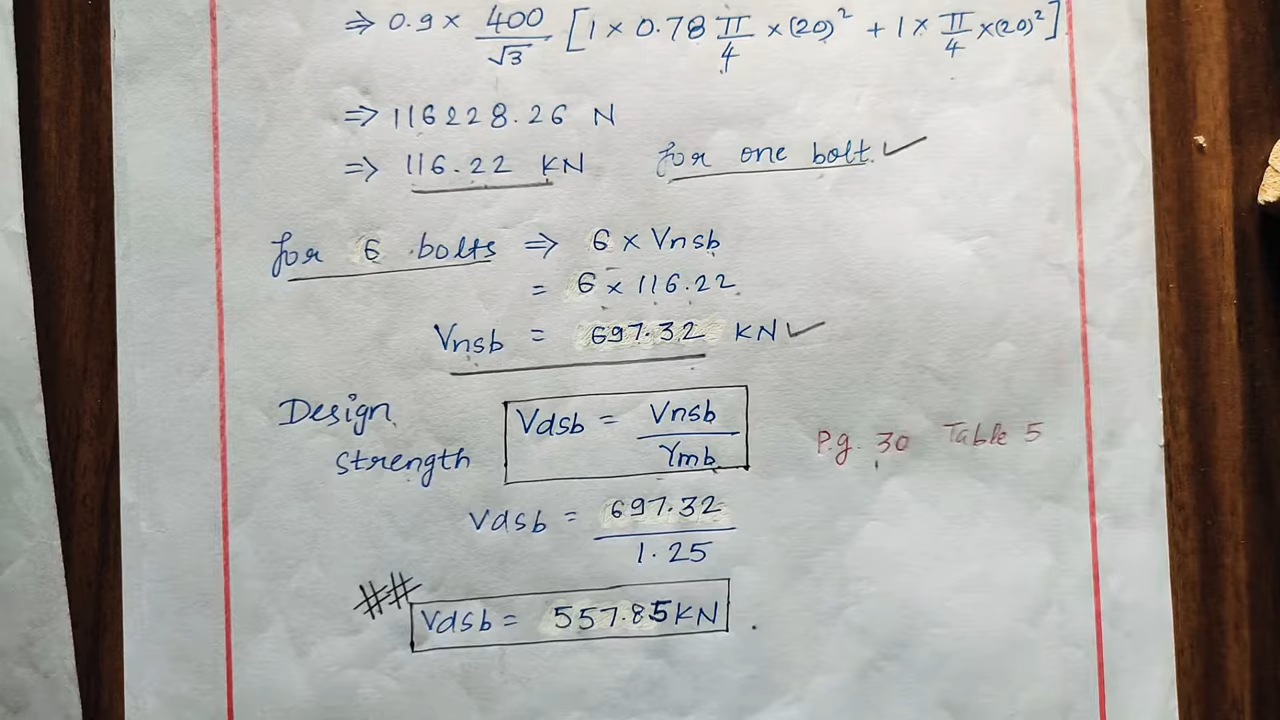 ⇒ 0.9 × 400/√3 [1 × 0.78 π/4 × (20)² + 1 × π/4 × (20)²]
⇒ 116228.26 N
⇒ 116.22 KN for one bolt. ✓
for 6 bolts ⇒ 6 × Vnsb
= 6 × 116.22
Vnsb = 697.32 KN ✓
Design strength Vdsb = Vnsb/γmb P.g. 30 Table 5
Vdsb = 697.32/1.25
## Vdsb = 557.85 KN.